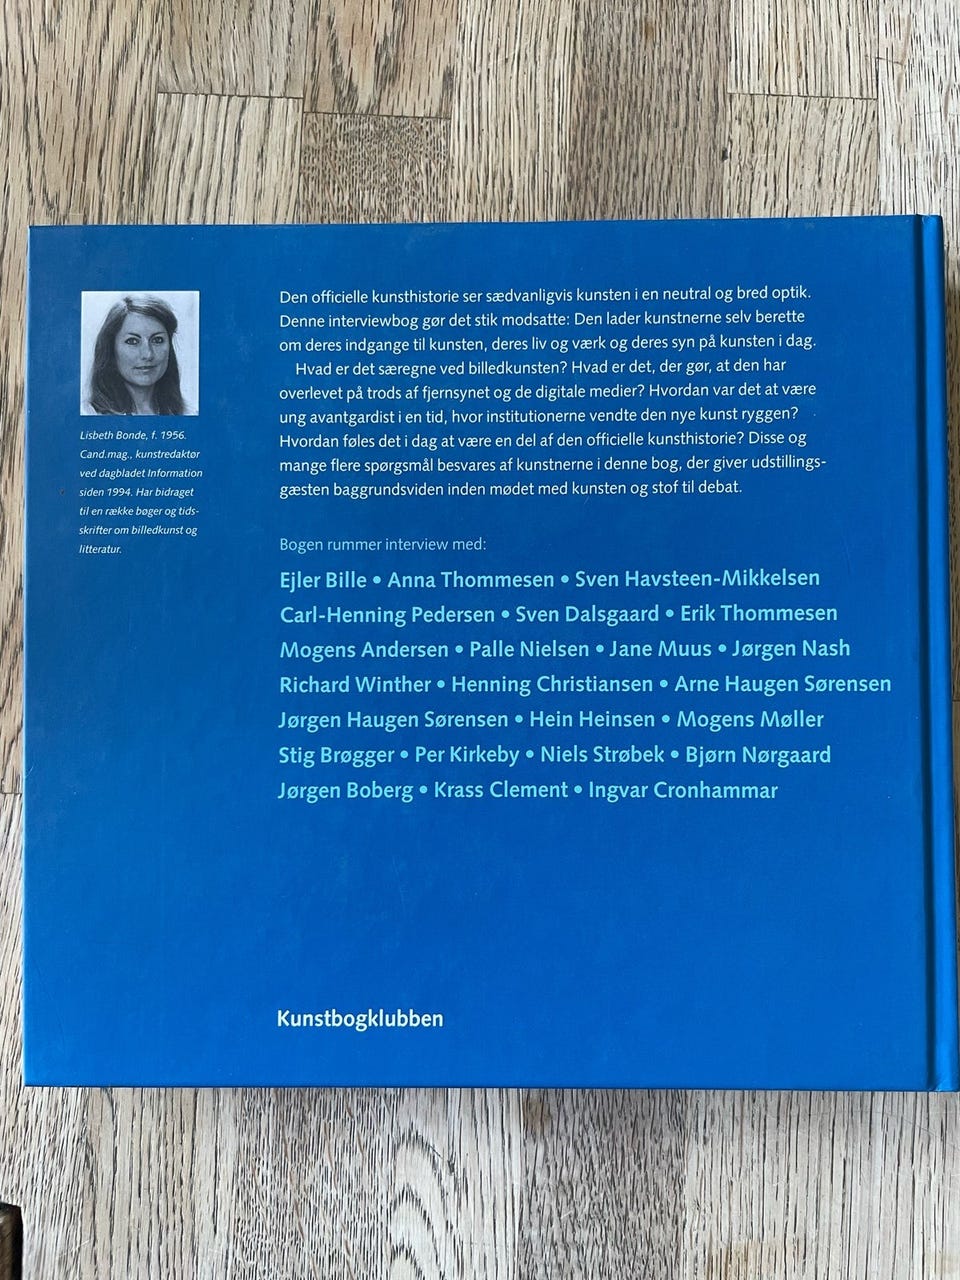 Den officielle kunsthistorie ser sædvanligvis kunsten i en neutral og bred optik.
Denne interviewbog gør det stik modsatte: Den lader kunstnerne selv berette
om deres indgange til kunsten, deres liv og værk og deres syn på kunsten i dag.
Hvad er det særegne ved billedkunsten? Hvad er det, der gør, at den har
overlevet på trods af fjernsynet og de digitale medier? Hvordan var det at være
ung avantgardist i en tid, hvor institutionerne vendte den nye kunst ryggen?
Hvordan føles det i dag at være en del af den officielle kunsthistorie? Disse og
mange flere spørgsmål besvares af kunstnerne i denne bog, der giver udstillings-
gæsten baggrundsviden inden mødet med kunsten og stof til debat.
Lisbeth Bonde, f. 1956.
Cand.mag., kunstredaktør
ved dagbladet Information
siden 1994. Har bidraget
til en række bøger og tids-
skrifter om billedkunst og
litteratur.
Bogen rummer interview med:
Ejler Bille • Anna Thommesen • Sven Havsteen-Mikkelsen
Carl-Henning Pedersen • Sven Dalsgaard • Erik Thommesen
Mogens Andersen • Palle Nielsen • Jane Muus • Jørgen Nash
Richard Winther • Henning Christiansen • Arne Haugen Sørensen
Jørgen Haugen Sørensen • Hein Heinsen • Mogens Møller
Stig Brøgger • Per Kirkeby • Niels Strøbek • Bjørn Nørgaard
Jørgen Boberg • Krass Clement • Ingvar Cronhammar
Kunstbogklubben